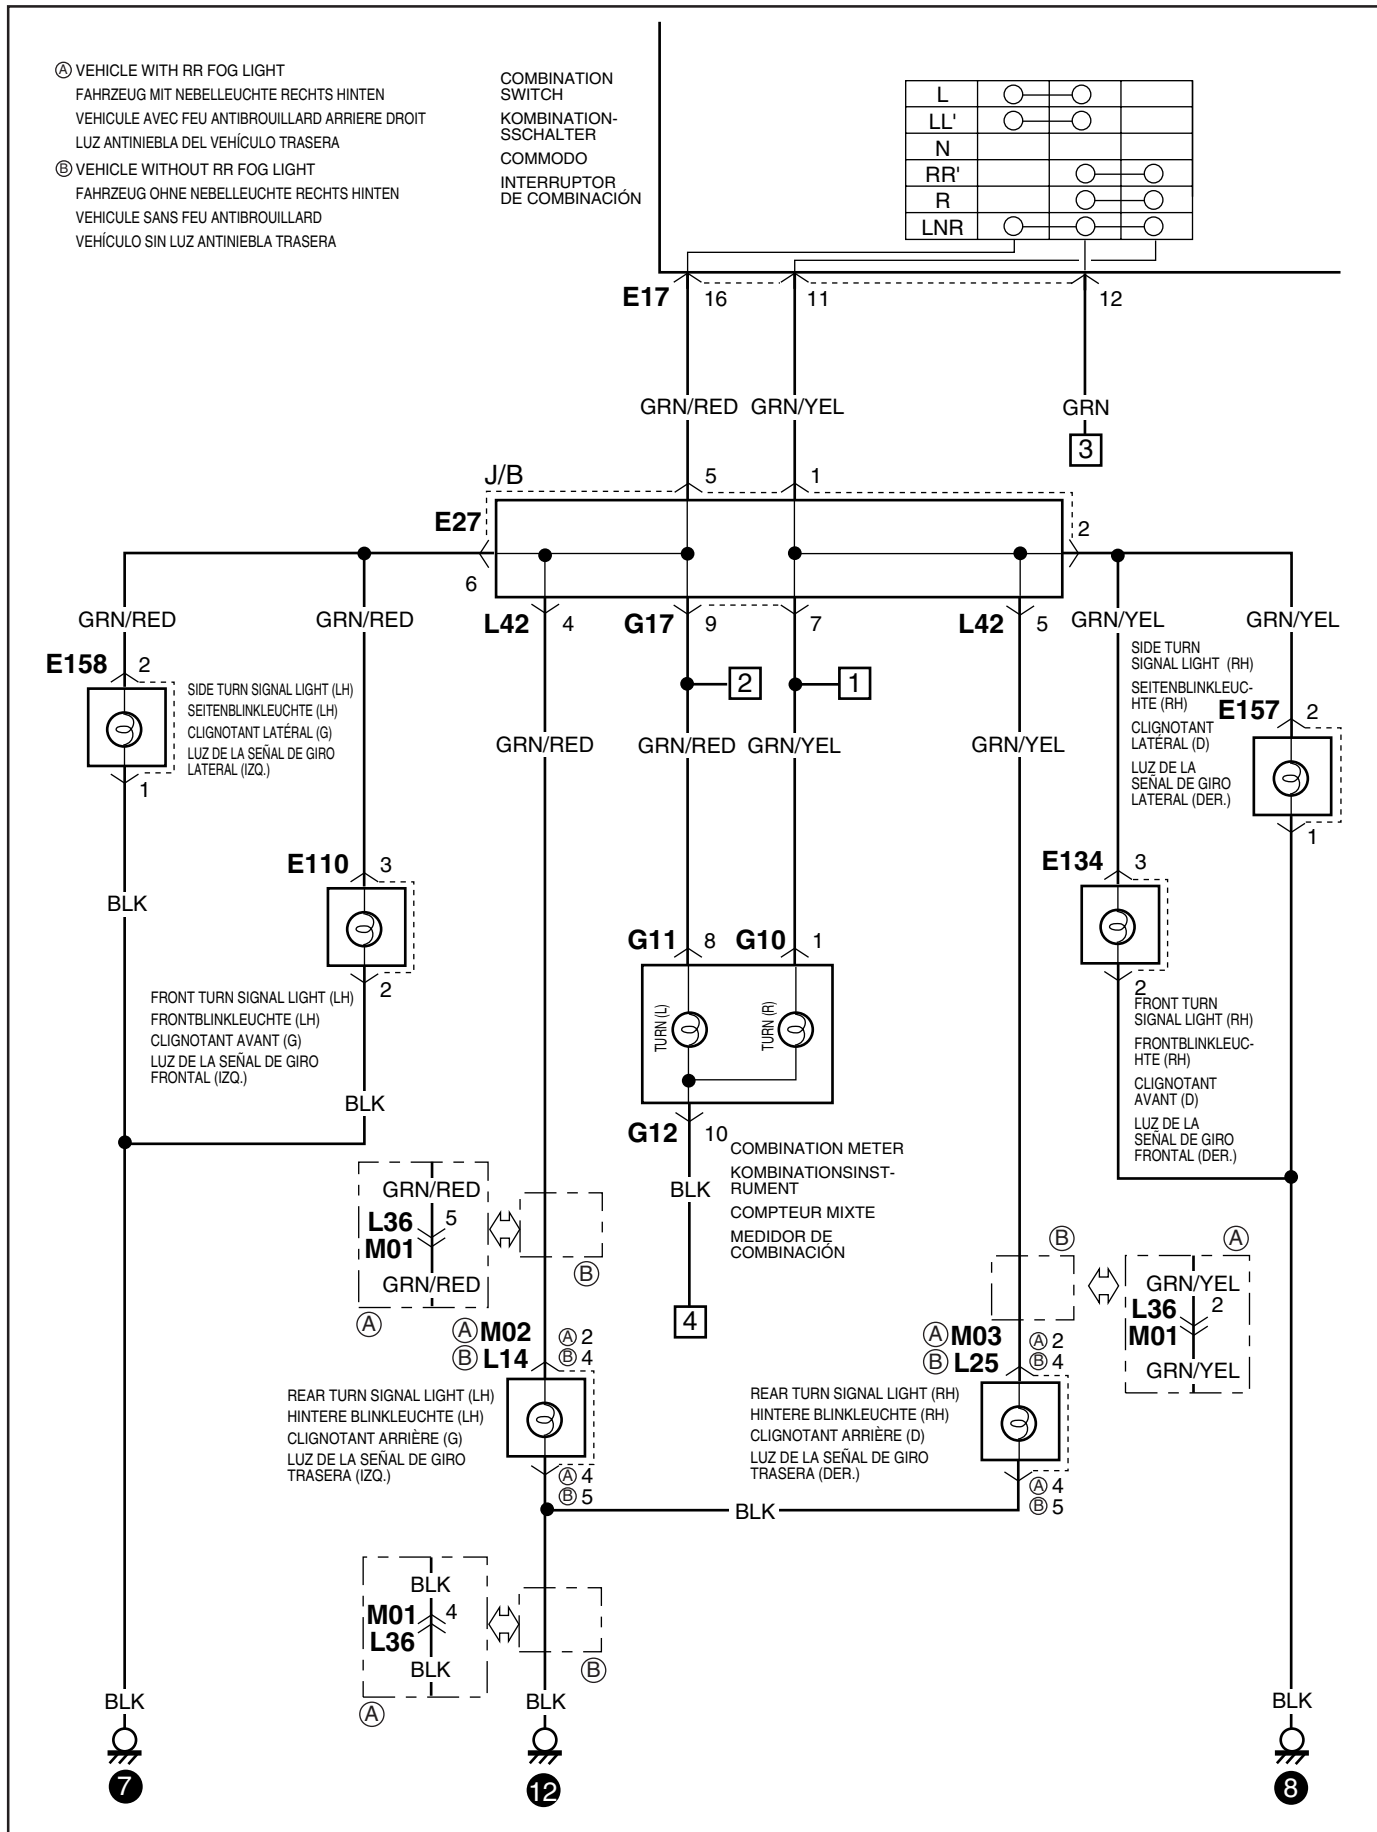 Ⓐ VEHICLE WITH RR FOG LIGHT
FAHRZEUG MIT NEBELLEUCHTE RECHTS HINTEN
VEHICULE AVEC FEU ANTIBROUILLARD ARRIERE DROIT
LUZ ANTINIEBLA DEL VEHÍCULO TRASERA
Ⓑ VEHICLE WITHOUT RR FOG LIGHT
FAHRZEUG OHNE NEBELLEUCHTE RECHTS HINTEN
VEHICULE SANS FEU ANTIBROUILLARD
VEHÍCULO SIN LUZ ANTINIEBLA TRASERA
COMBINATION
SWITCH
KOMBINATION-
SSCHALTER
COMMODO
INTERRUPTOR
DE COMBINACIÓN
L
LL'
N
RR'
R
LNR
E17 16 11 12
GRN/RED GRN/YEL GRN
3
J/B 5 1
E27 2
6
GRN/RED GRN/RED L42 4 G17 9 7 L42 5 GRN/YEL GRN/YEL
E158 2
SIDE TURN SIGNAL LIGHT (LH)
SEITENBLINKLEUCHTE (LH)
CLIGNOTANT LATÉRAL (G)
LUZ DE LA SEÑAL DE GIRO
LATERAL (IZQ.)
1
2 1
SIDE TURN
SIGNAL LIGHT (RH)
SEITENBLINKLEUC-
HTE (RH)
CLIGNOTANT
LATÉRAL (D)
LUZ DE LA
SEÑAL DE GIRO
LATERAL (DER.)
E157 2
1
GRN/RED GRN/RED GRN/YEL GRN/YEL
E110 3
BLK
2
FRONT TURN SIGNAL LIGHT (LH)
FRONTBLINKLEUCHTE (LH)
CLIGNOTANT AVANT (G)
LUZ DE LA SEÑAL DE GIRO
FRONTAL (IZQ.)
BLK
E134 3
2
FRONT TURN
SIGNAL LIGHT (RH)
FRONTBLINKLEUC-
HTE (RH)
CLIGNOTANT
AVANT (D)
LUZ DE LA
SEÑAL DE GIRO
FRONTAL (DER.)
G11 8 G10 1
TURN (L) TURN (R)
G12 10
COMBINATION METER
KOMBINATIONSINST-
RUMENT
COMPTEUR MIXTE
MEDIDOR DE
COMBINACIÓN
BLK
4
GRN/RED
L36 5
M01
GRN/RED
Ⓐ
Ⓑ
Ⓑ
Ⓐ
GRN/YEL
L36 2
M01
GRN/YEL
Ⓐ M02 Ⓐ 2
Ⓑ L14 Ⓑ 4
REAR TURN SIGNAL LIGHT (LH)
HINTERE BLINKLEUCHTE (LH)
CLIGNOTANT ARRIÈRE (G)
LUZ DE LA SEÑAL DE GIRO
TRASERA (IZQ.)
Ⓐ 4
Ⓑ 5
Ⓐ M03 Ⓐ 2
Ⓑ L25 Ⓑ 4
REAR TURN SIGNAL LIGHT (RH)
HINTERE BLINKLEUCHTE (RH)
CLIGNOTANT ARRIÈRE (D)
LUZ DE LA SEÑAL DE GIRO
TRASERA (DER.)
Ⓐ 4
Ⓑ 5
BLK
BLK
M01 4
L36
BLK
Ⓐ
Ⓑ
BLK BLK BLK
7 12 8